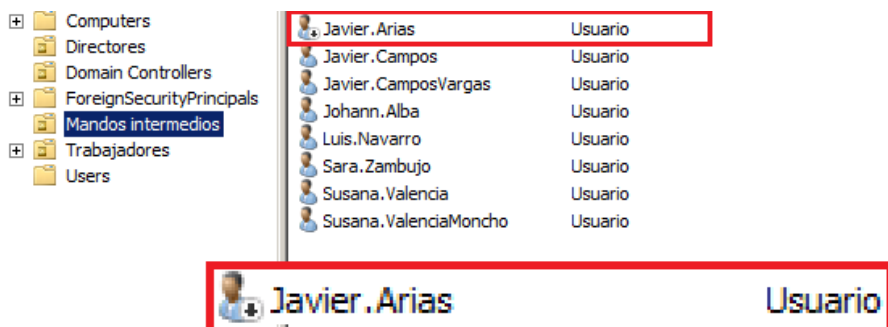 Computers
Directores
Domain Controllers
ForeignSecurityPrincipals
Mandos intermedios
Trabajadores
Users
Javier.Arias Usuario
Javier.Campos Usuario
Javier.CamposVargas Usuario
Johann.Alba Usuario
Luis.Navarro Usuario
Sara.Zambujo Usuario
Susana.Valencia Usuario
Susana.ValenciaMoncho Usuario
Javier.Arias Usuario